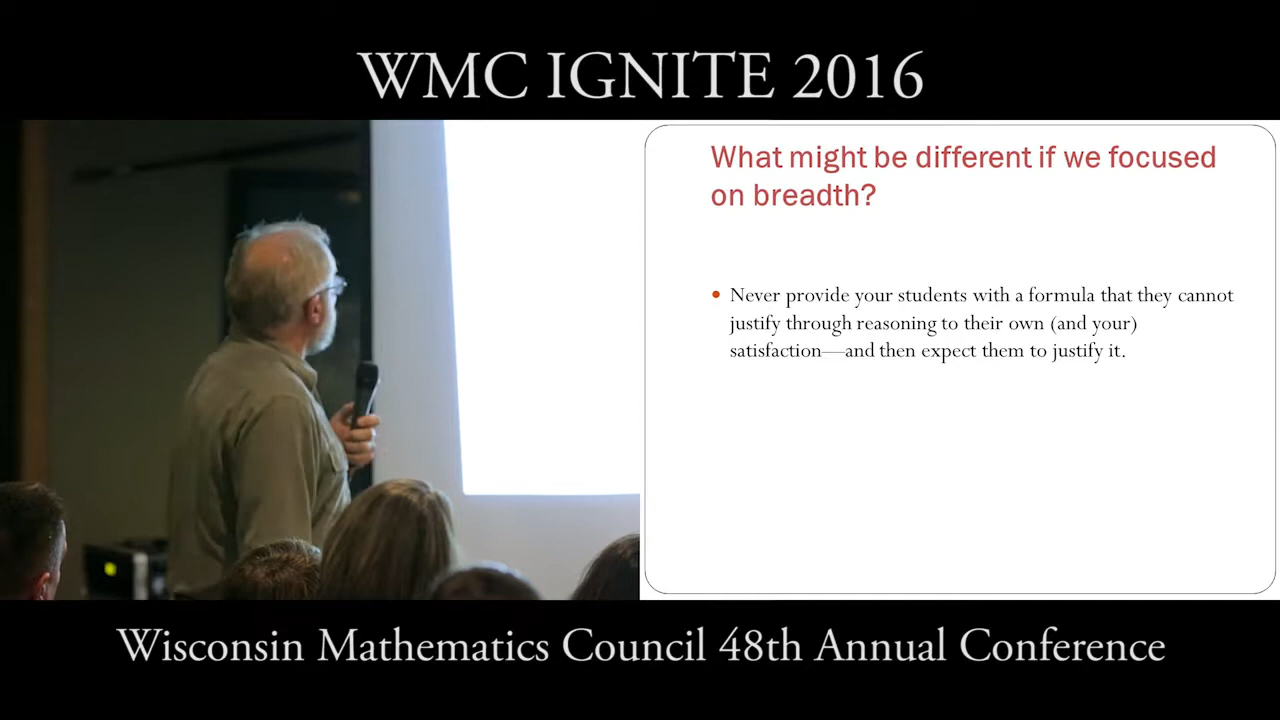 WMC IGNITE 2016
What might be different if we focused
on breadth?
• Never provide your students with a formula that they cannot
justify through reasoning to their own (and your)
satisfaction—and then expect them to justify it.
Wisconsin Mathematics Council 48th Annual Conference